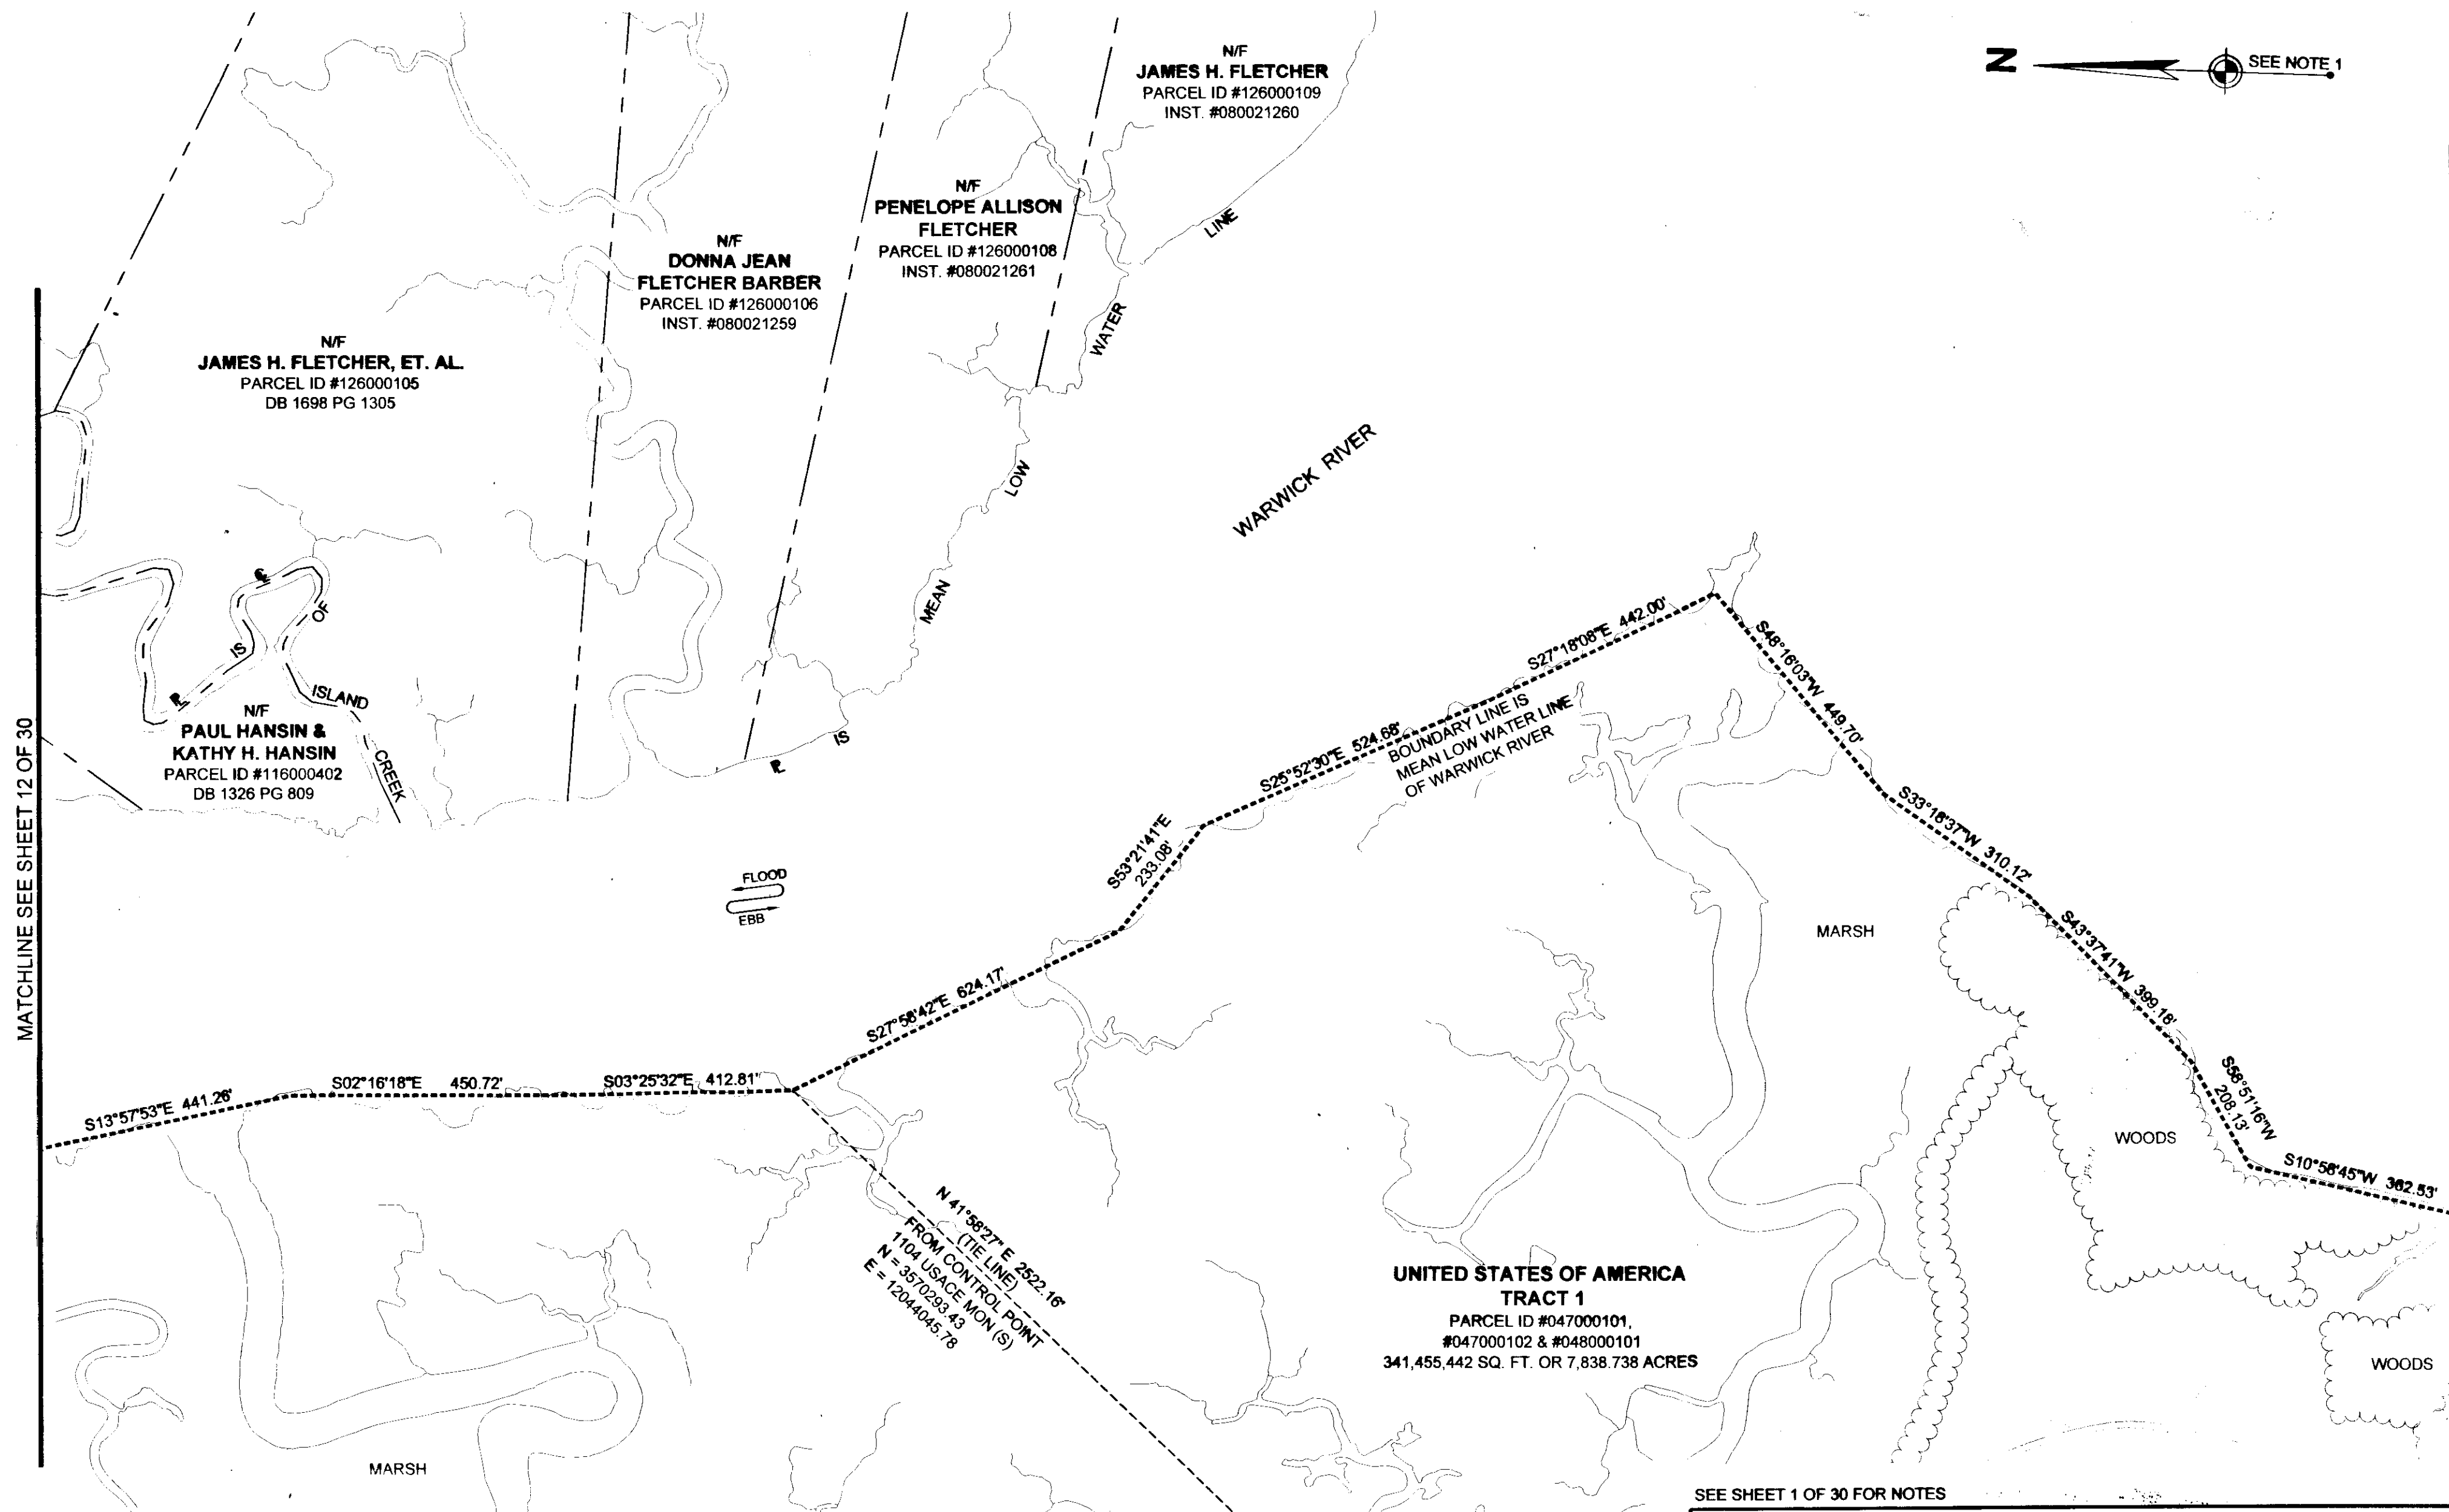 N/F
JAMES H. FLETCHER
PARCEL ID #126000109
INST. #080021260
N
SEE NOTE 1
N/F
PENELOPE ALLISON
FLETCHER
PARCEL ID #126000108
INST. #080021261
N/F
DONNA JEAN
FLETCHER BARBER
PARCEL ID #126000106
INST. #080021259
N/F
JAMES H. FLETCHER, ET. AL.
PARCEL ID #126000105
DB 1698 PG 1305
PL IS CL OF ISLAND CREEK
N/F
PAUL HANSIN &
KATHY H. HANSIN
PARCEL ID #116000402
DB 1326 PG 809
PL IS MEAN LOW WATER LINE
WARWICK RIVER
MATCHLINE SEE SHEET 12 OF 30
FLOOD
EBB
S13°57'53"E 441.26'
S02°16'18"E 450.72'
S03°25'32"E 412.81'
S27°58'42"E 624.17'
S53°21'41"E
233.08'
S25°52'30"E 524.68'
S27°18'08"E 442.00'
BOUNDARY LINE IS
MEAN LOW WATER LINE
OF WARWICK RIVER
S48°16'03"W 449.70'
S33°18'37"W 310.12'
S43°37'41"W 399.18'
S58°51'16"W
208.13'
S10°58'45"W 362.53'
MARSH
WOODS
WOODS
N 41°58'27" E 2522.16'
(TIE LINE)
FROM CONTROL POINT
1104 USACE MON (S)
N = 3570293.43
E = 12044045.78
UNITED STATES OF AMERICA
TRACT 1
PARCEL ID #047000101,
#047000102 & #048000101
341,455,442 SQ. FT. OR 7,838.738 ACRES
MARSH
SEE SHEET 1 OF 30 FOR NOTES